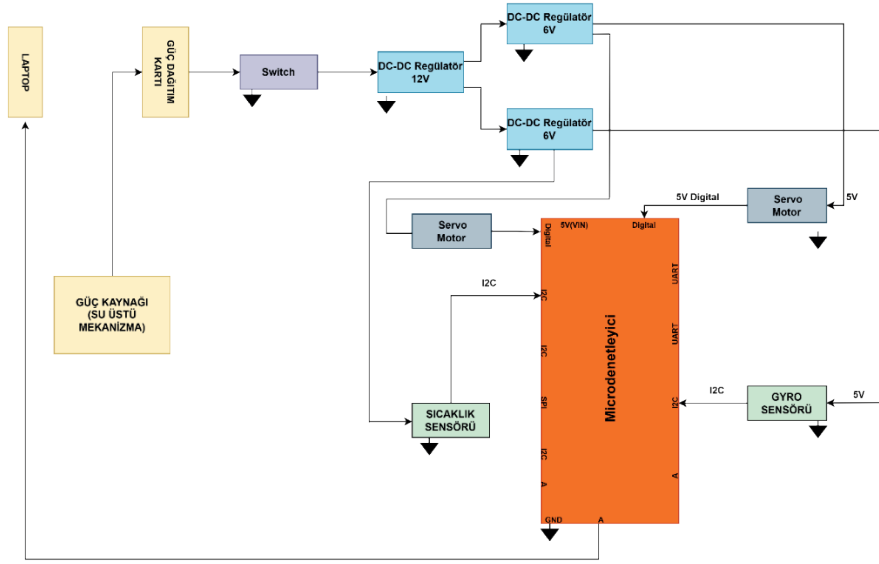 LAPTOP
GÜÇ DAĞITIM
KARTI
Switch
DC-DC Regülatör
12V
DC-DC Regülatör
6V
DC-DC Regülatör
6V
GÜÇ KAYNAĞI
(SU ÜSTÜ
MEKANİZMA)
Servo
Motor
5V Digital
Servo
Motor
5V
Digital
5V(VIN)
Digital
I2C
I2C
I2C
SPI
I2C
A
GND
A
UART
UART
I2C
A
Microdenetleyici
SICAKLIK
SENSÖRÜ
I2C
GYRO
SENSÖRÜ
5V